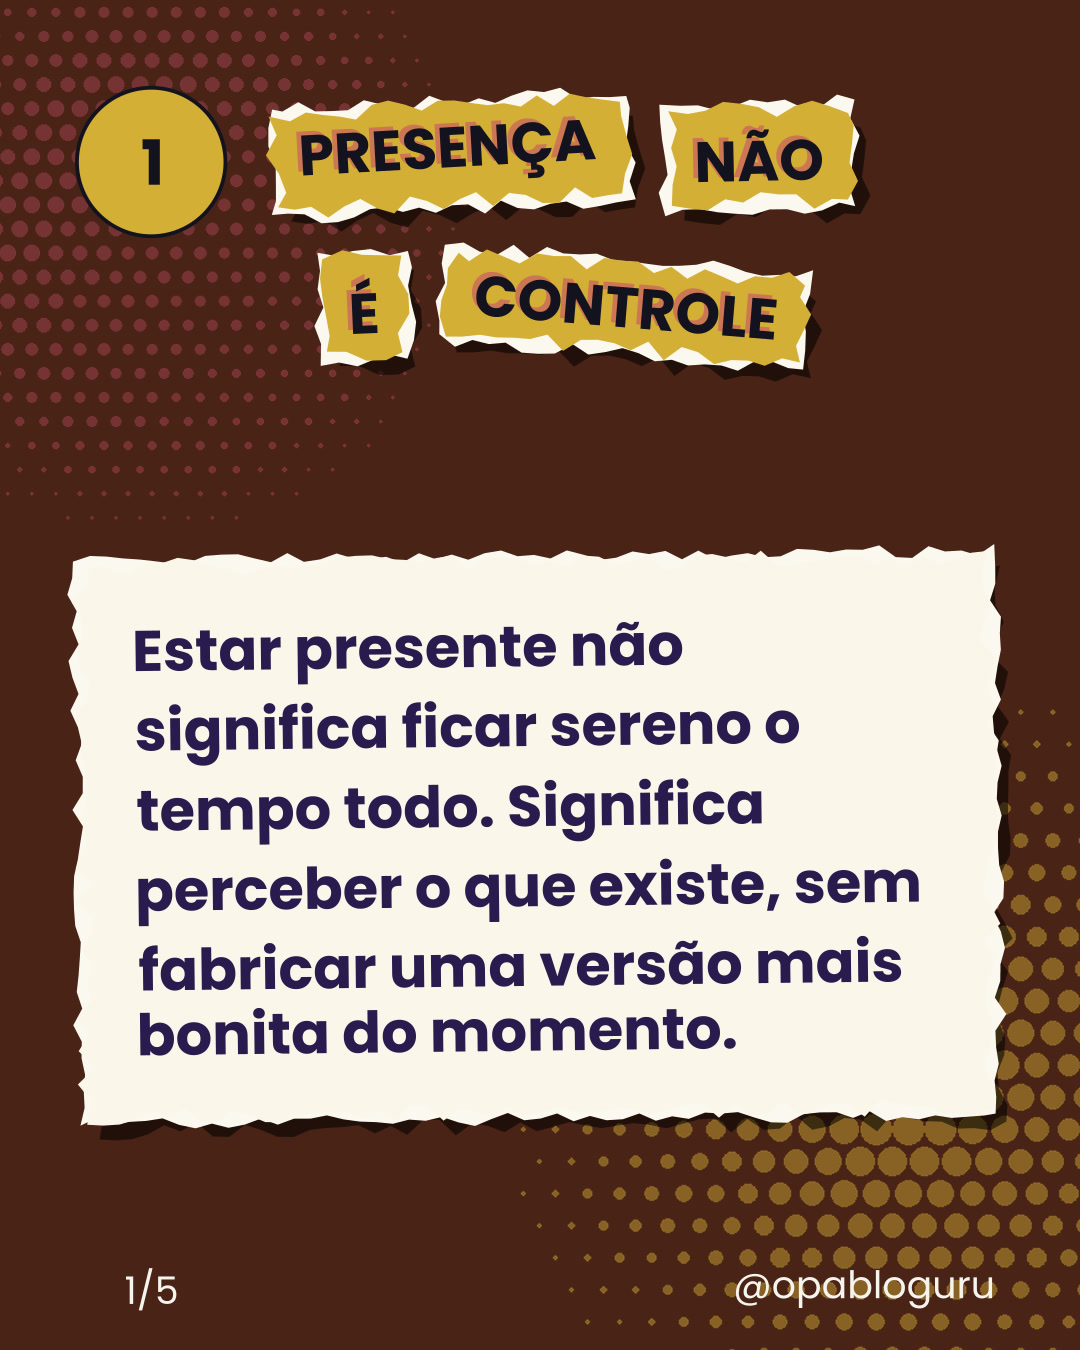 1
PRESENÇA NÃO
É CONTROLE
Estar presente não
significa ficar sereno o
tempo todo. Significa
perceber o que existe, sem
fabricar uma versão mais
bonita do momento.
1/5
@opabloguru